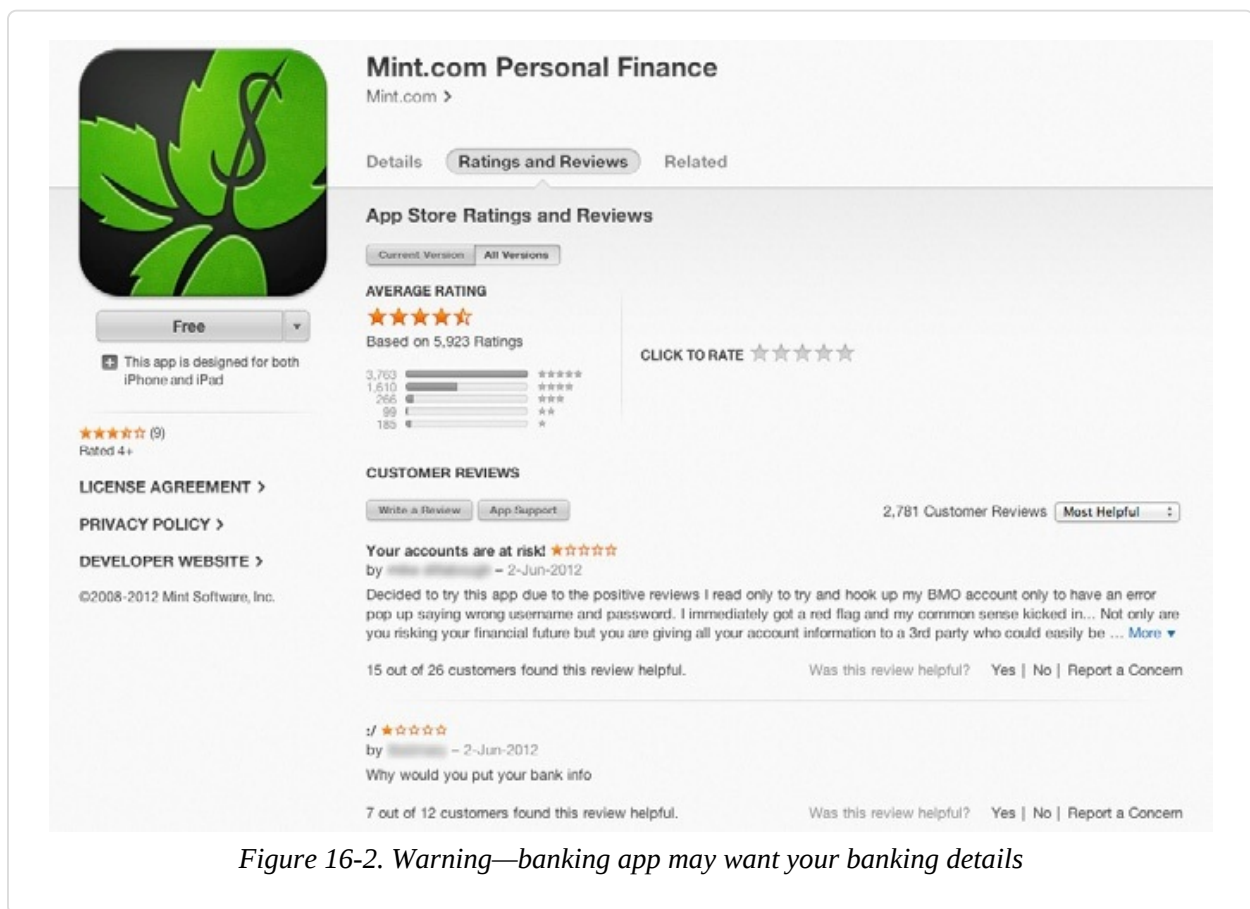 Mint.com Personal Finance
Mint.com >
Details Ratings and Reviews Related
App Store Ratings and Reviews
Current Version All Versions
AVERAGE RATING
Based on 5,923 Ratings
CLICK TO RATE
3,763
1,610
266
99
185
Free
This app is designed for both
iPhone and iPad
(9)
Rated 4+
LICENSE AGREEMENT >
PRIVACY POLICY >
DEVELOPER WEBSITE >
©2008-2012 Mint Software, Inc.
CUSTOMER REVIEWS
Write a Review App Support
2,781 Customer Reviews Most Helpful
Your accounts are at risk!
by – 2-Jun-2012
Decided to try this app due to the positive reviews I read only to try and hook up my BMO account only to have an error
pop up saying wrong username and password. I immediately got a red flag and my common sense kicked in... Not only are
you risking your financial future but you are giving all your account information to a 3rd party who could easily be ... More
15 out of 26 customers found this review helpful.
Was this review helpful? Yes | No | Report a Concern
:/
by – 2-Jun-2012
Why would you put your bank info
7 out of 12 customers found this review helpful.
Was this review helpful? Yes | No | Report a Concern
Figure 16-2. Warning—banking app may want your banking details